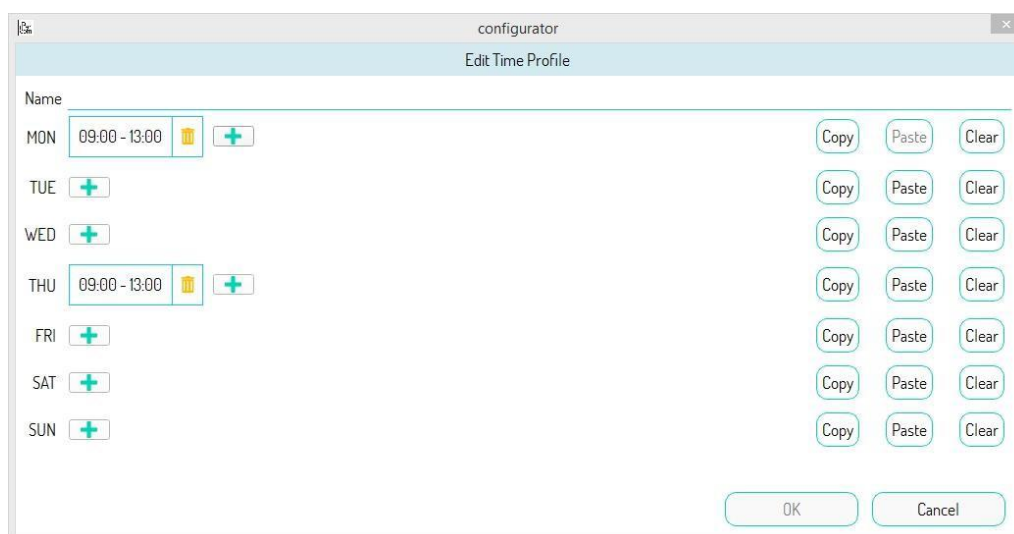 configurator
Edit Time Profile
Name
MON 09:00 - 13:00 Copy Paste Clear
TUE Copy Paste Clear
WED Copy Paste Clear
THU 09:00 - 13:00 Copy Paste Clear
FRI Copy Paste Clear
SAT Copy Paste Clear
SUN Copy Paste Clear
OK Cancel